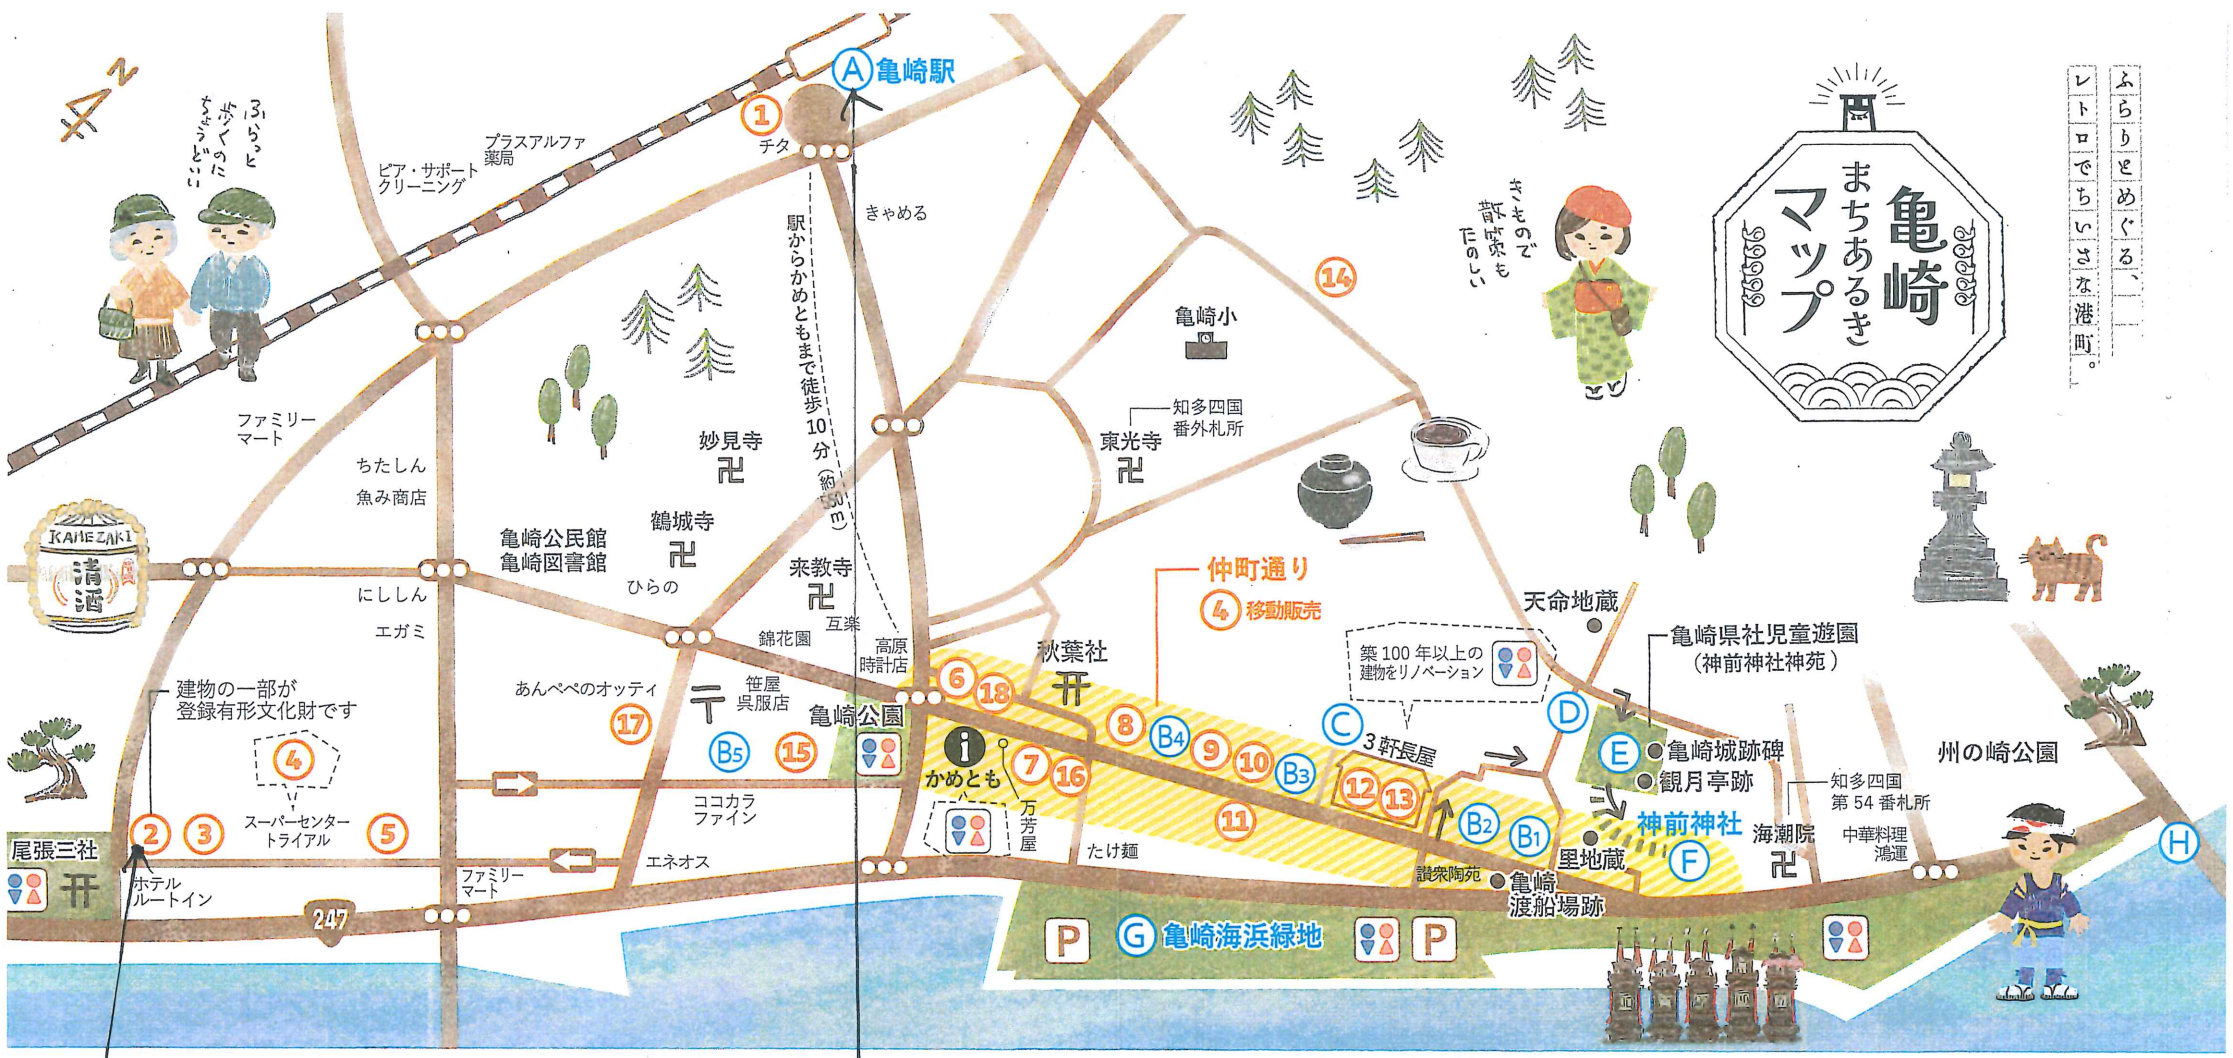 ふらりとめぐる、
レトロでちいさな港町。
亀崎
まちあるき
マップ
N
ふらっと
歩くのに
ちょうどいい
きもので
散策も
たのしい
A 亀崎駅
1
チタ
プラスアルファ
薬局
ピア・サポート
クリーニング
きゃめる
駅からかめともまで徒歩10分(約550m)
14
亀崎小
知多四国
番外札所
東光寺
ファミリー
マート
ちたしん
魚み商店
妙見寺
鶴城寺
亀崎公民館
亀崎図書館
ひらの
来教寺
互楽
錦花園
高原
時計店
KAMEZAKI
清酒
にししん
エガミ
仲町通り
4 移動販売
秋葉社
天命地蔵
亀崎県社児童遊園
(神前神社神苑)
築100年以上の
建物をリノベーション
建物の一部が
登録有形文化財です
4
スーパーセンター
トライアル
2
3
5
あんぺぺのオッティ
17
笹屋
呉服店
B5
15
亀崎公園
6
18
8
B4
9
10
B3
C
3軒長屋
12
13
D
E
亀崎城跡碑
観月亭跡
州の崎公園
知多四国
第54番札所
i
かめとも
7
16
万芳屋
11
B2
B1
神前神社
F
里地蔵
海潮院
中華料理
鴻運
H
ココカラ
ファイン
尾張三社
ホテル
ルートイン
ファミリー
マート
エネオス
たけ麺
讃衆陶苑
亀崎
渡船場跡
247
P
G 亀崎海浜緑地
P